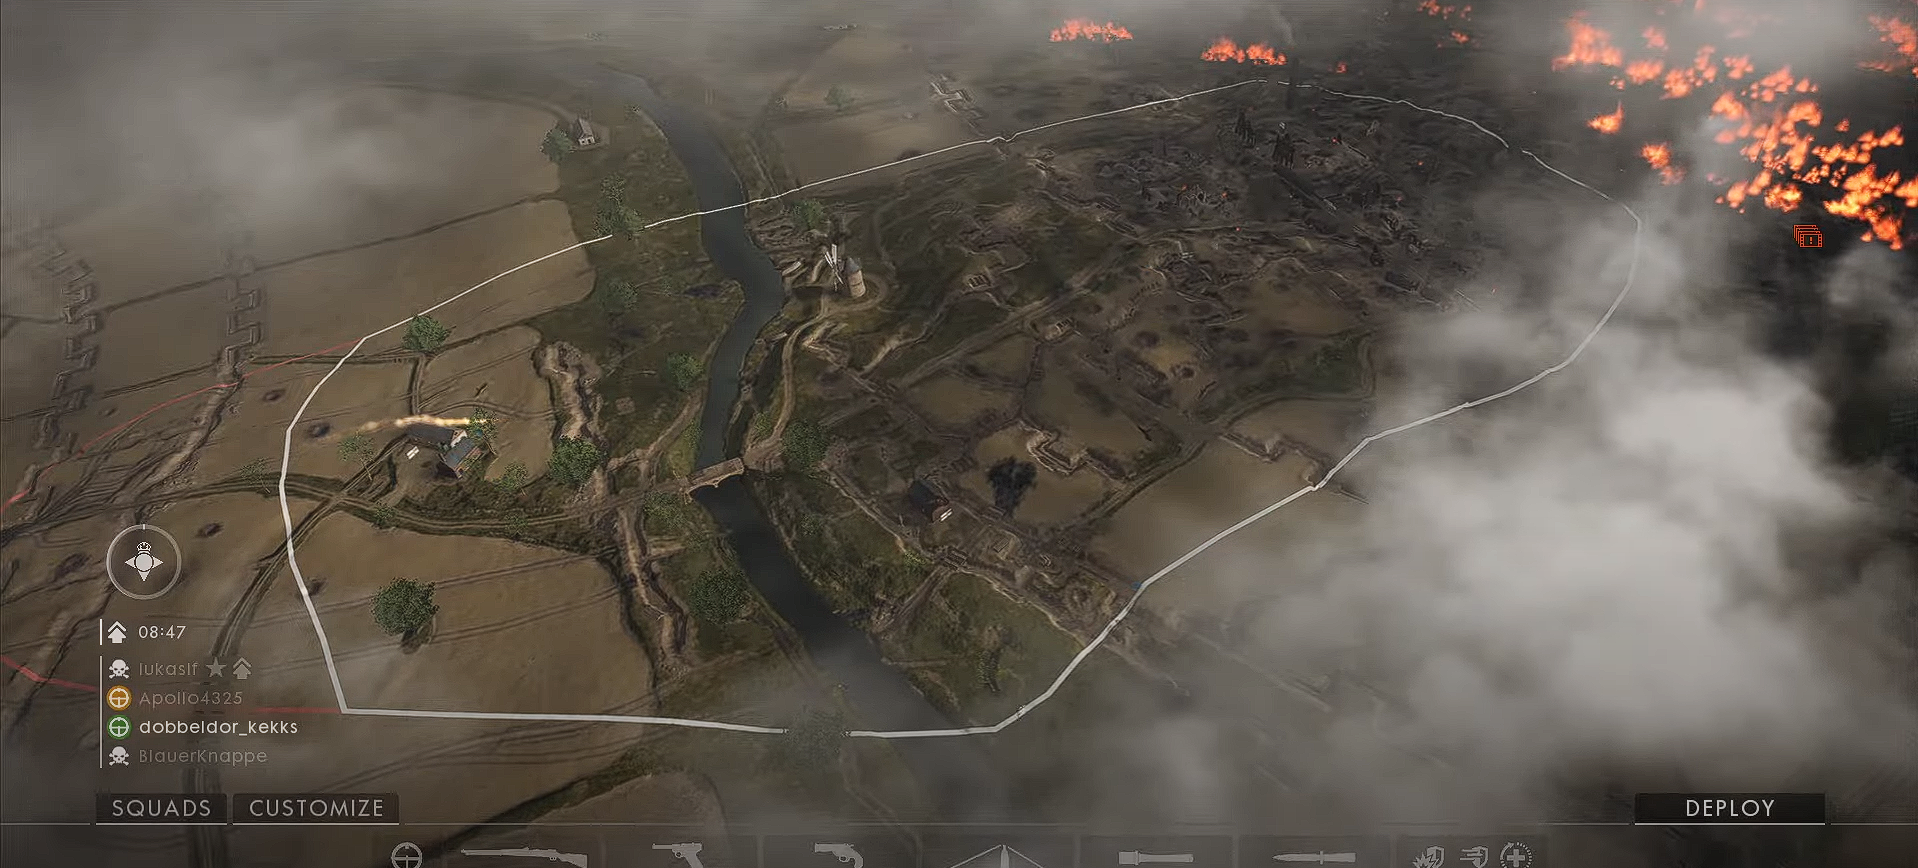 08:47
lukaslf
Apollo4325
dobbeldor_kekks
BlauerKnappe
SQUADS CUSTOMIZE
DEPLOY